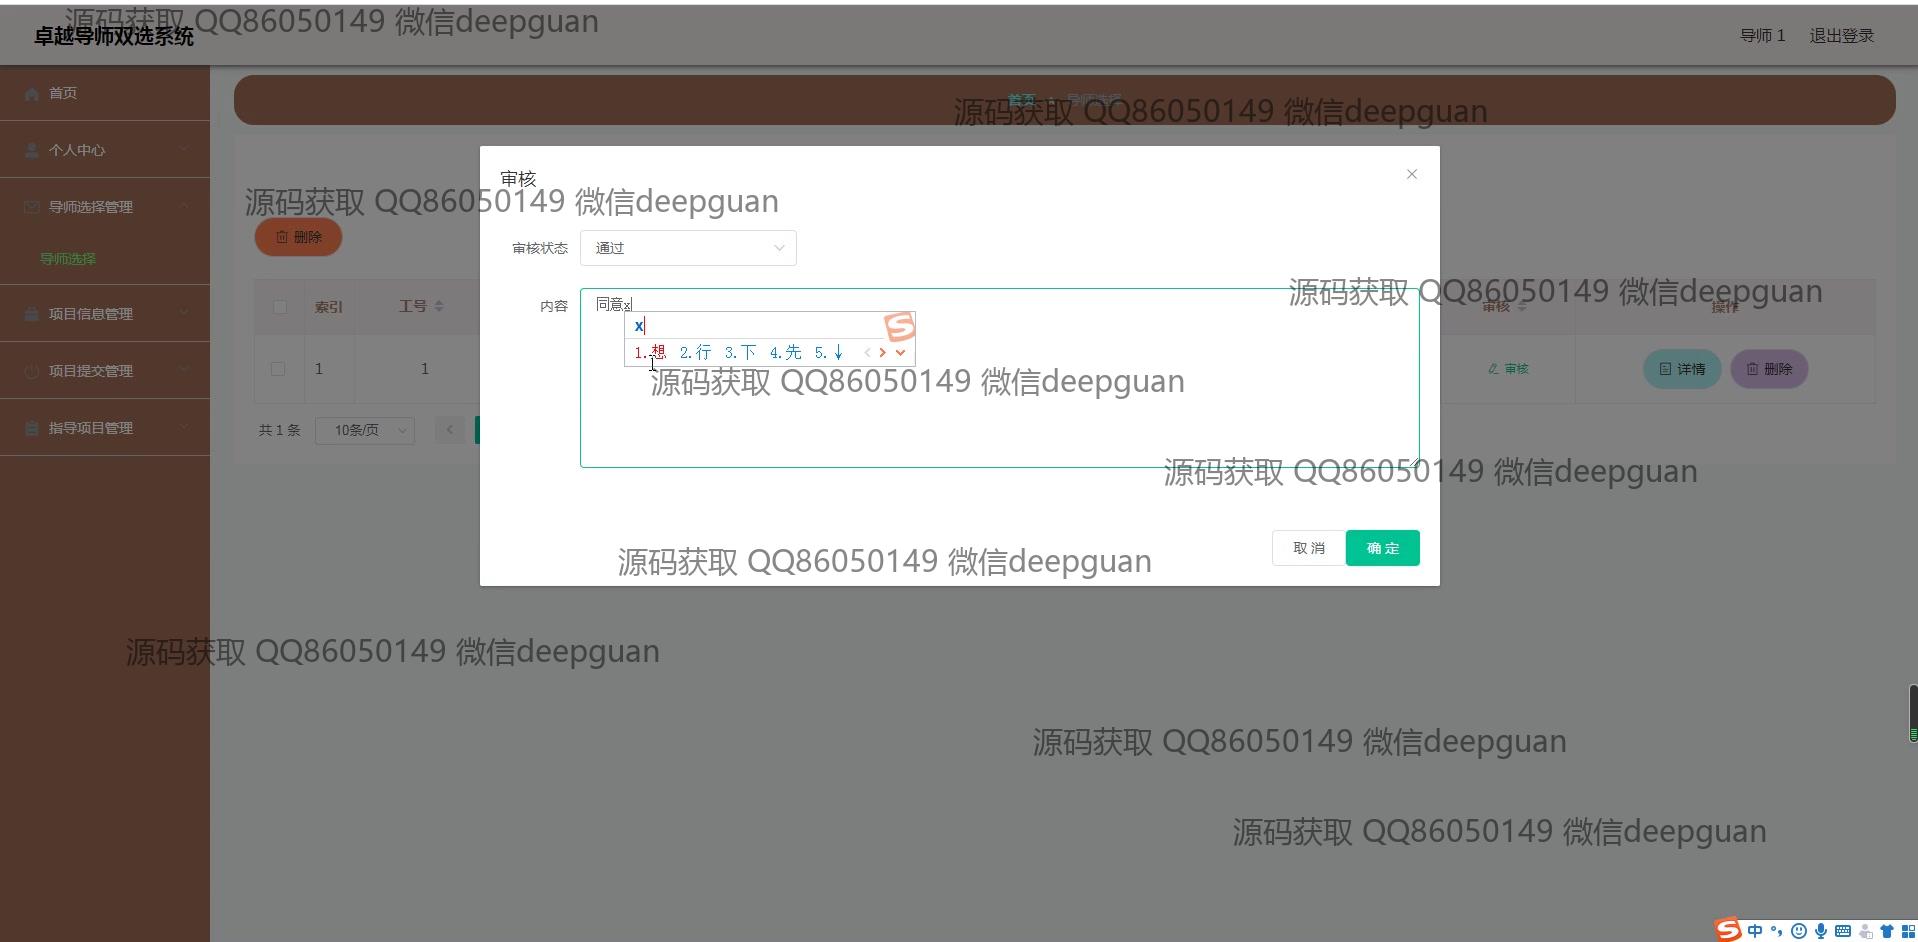 源码获取 QQ86050149 微信deepguan
卓越导师双选系统
导师 1 退出登录
首页
首页 导师选择
源码获取 QQ86050149 微信deepguan
个人中心
审核
源码获取 QQ86050149 微信deepguan
导师选择管理
删除
审核状态 通过
导师选择
源码获取 QQ86050149 微信deepguan
索引 工号 审核 操作
内容 同意x
项目信息管理
x
1.想 2.行 3.下 4.先 5.↓
1 1 审核 详情 删除
项目提交管理
源码获取 QQ86050149 微信deepguan
指导项目管理
共 1 条 10条/页
源码获取 QQ86050149 微信deepguan
取 消 确 定
源码获取 QQ86050149 微信deepguan
源码获取 QQ86050149 微信deepguan
源码获取 QQ86050149 微信deepguan
源码获取 QQ86050149 微信deepguan
中